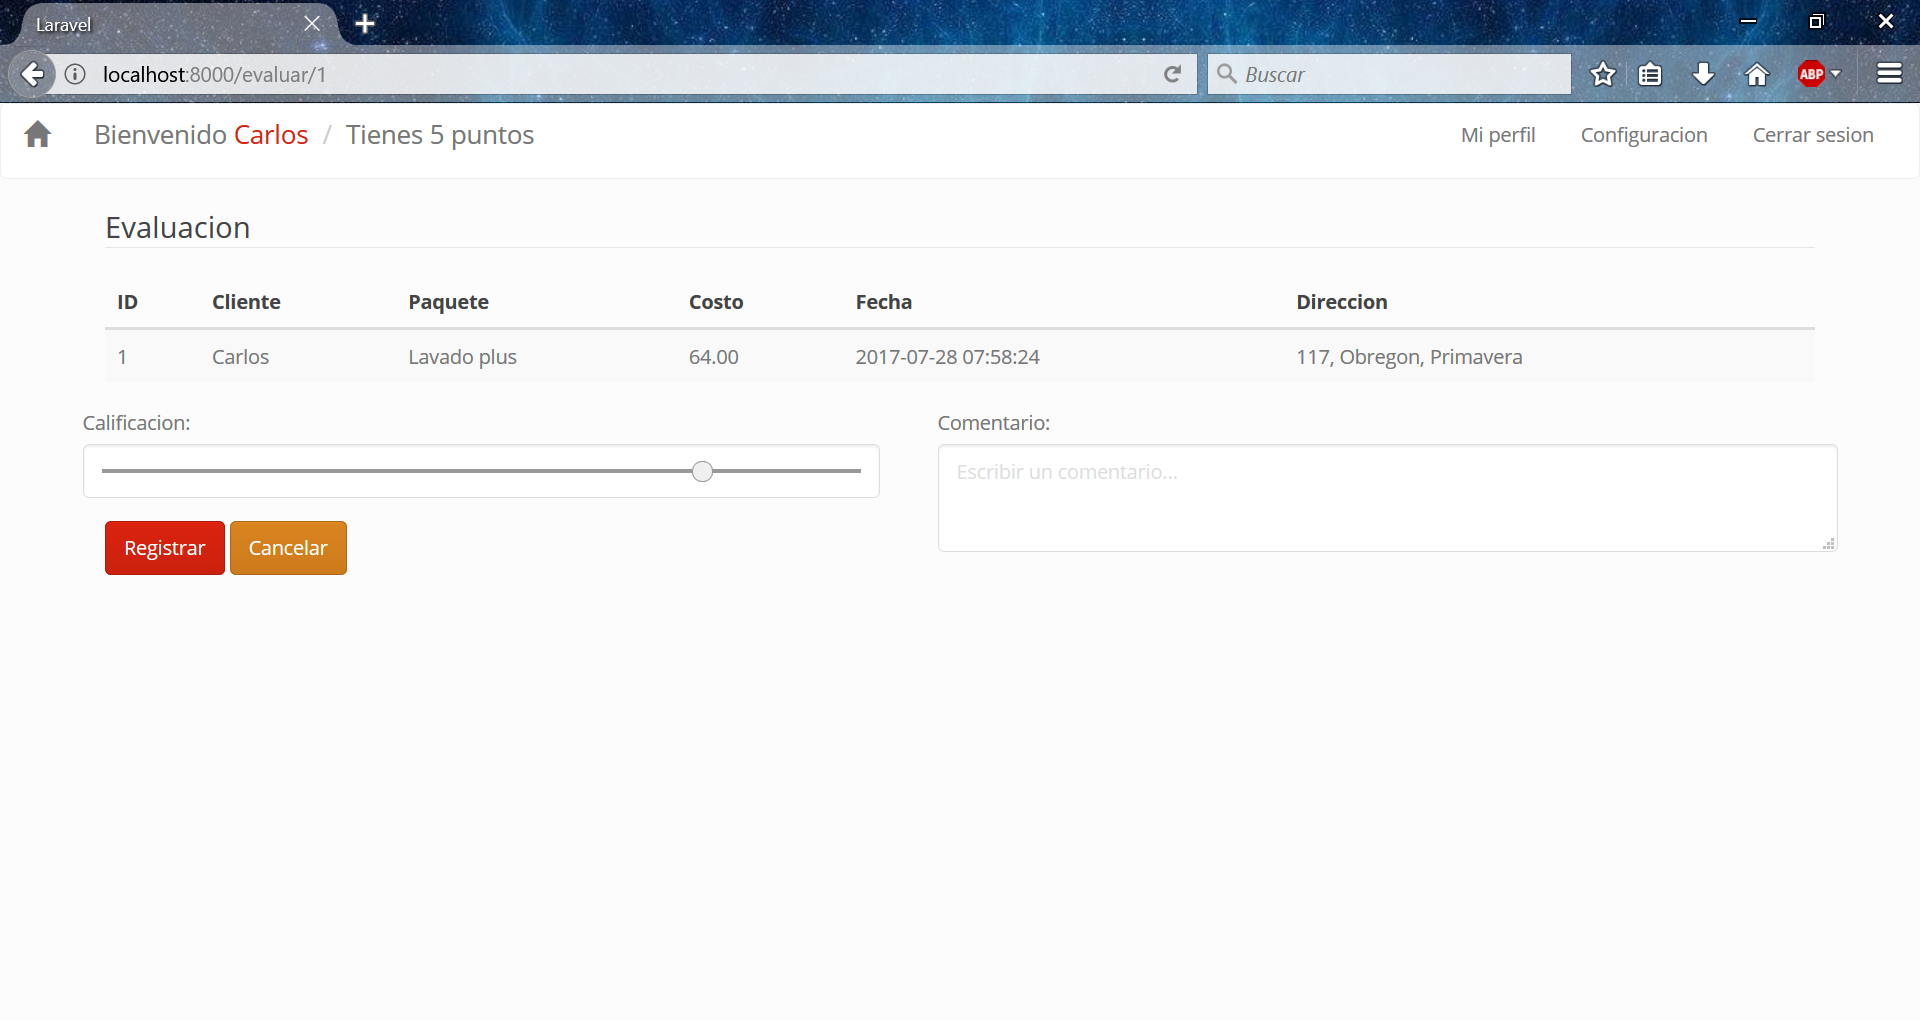 Laravel
localhost:8000/evaluar/1
Buscar
ABP
Bienvenido Carlos / Tienes 5 puntos
Mi perfil Configuracion Cerrar sesion
Evaluacion
ID Cliente Paquete Costo Fecha Direccion
1 Carlos Lavado plus 64.00 2017-07-28 07:58:24 117, Obregon, Primavera
Calificacion:
Comentario:
Escribir un comentario...
Registrar Cancelar